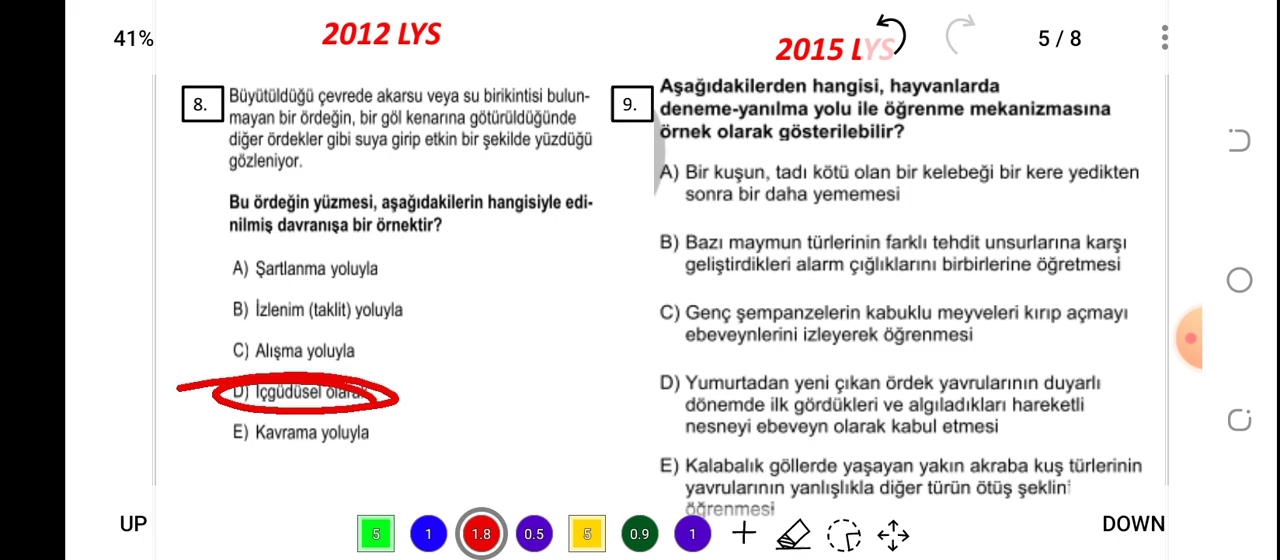 41%
2012 LYS
2015 LYS
5 / 8
8.
Büyütüldüğü çevrede akarsu veya su birikintisi bulun-
mayan bir ördeğin, bir göl kenarına götürüldüğünde
diğer ördekler gibi suya girip etkin bir şekilde yüzdüğü
gözleniyor.
Bu ördeğin yüzmesi, aşağıdakilerin hangisiyle edi-
nilmiş davranışa bir örnektir?
A) Şartlanma yoluyla
B) İzlenim (taklit) yoluyla
C) Alışma yoluyla
D) İçgüdüsel olarak
E) Kavrama yoluyla
9.
Aşağıdakilerden hangisi, hayvanlarda
deneme-yanılma yolu ile öğrenme mekanizmasına
örnek olarak gösterilebilir?
A) Bir kuşun, tadı kötü olan bir kelebeği bir kere yedikten
sonra bir daha yememesi
B) Bazı maymun türlerinin farklı tehdit unsurlarına karşı
geliştirdikleri alarm çığlıklarını birbirlerine öğretmesi
C) Genç şempanzelerin kabuklu meyveleri kırıp açmayı
ebeveynlerini izleyerek öğrenmesi
D) Yumurtadan yeni çıkan ördek yavrularının duyarlı
dönemde ilk gördükleri ve algıladıkları hareketli
nesneyi ebeveyn olarak kabul etmesi
E) Kalabalık göllerde yaşayan yakın akraba kuş türlerinin
yavrularının yanlışlıkla diğer türün ötüş şeklini
öğrenmesi
UP
5
1
1.8
0.5
5
0.9
1
DOWN